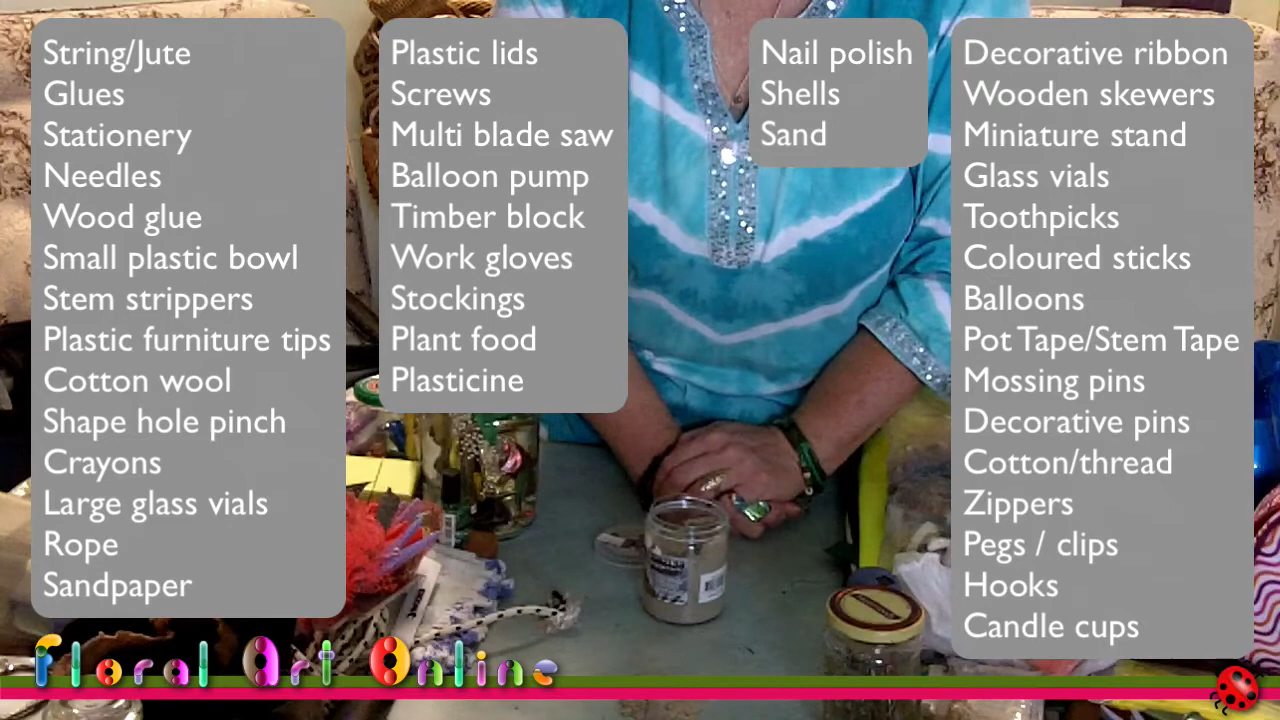 String/Jute
Glues
Stationery
Needles
Wood glue
Small plastic bowl
Stem strippers
Plastic furniture tips
Cotton wool
Shape hole pinch
Crayons
Large glass vials
Rope
Sandpaper
Plastic lids
Screws
Multi blade saw
Balloon pump
Timber block
Work gloves
Stockings
Plant food
Plasticine
Nail polish
Shells
Sand
Decorative ribbon
Wooden skewers
Miniature stand
Glass vials
Toothpicks
Coloured sticks
Balloons
Pot Tape/Stem Tape
Mossing pins
Decorative pins
Cotton/thread
Zippers
Pegs / clips
Hooks
Candle cups
Floral Art Online